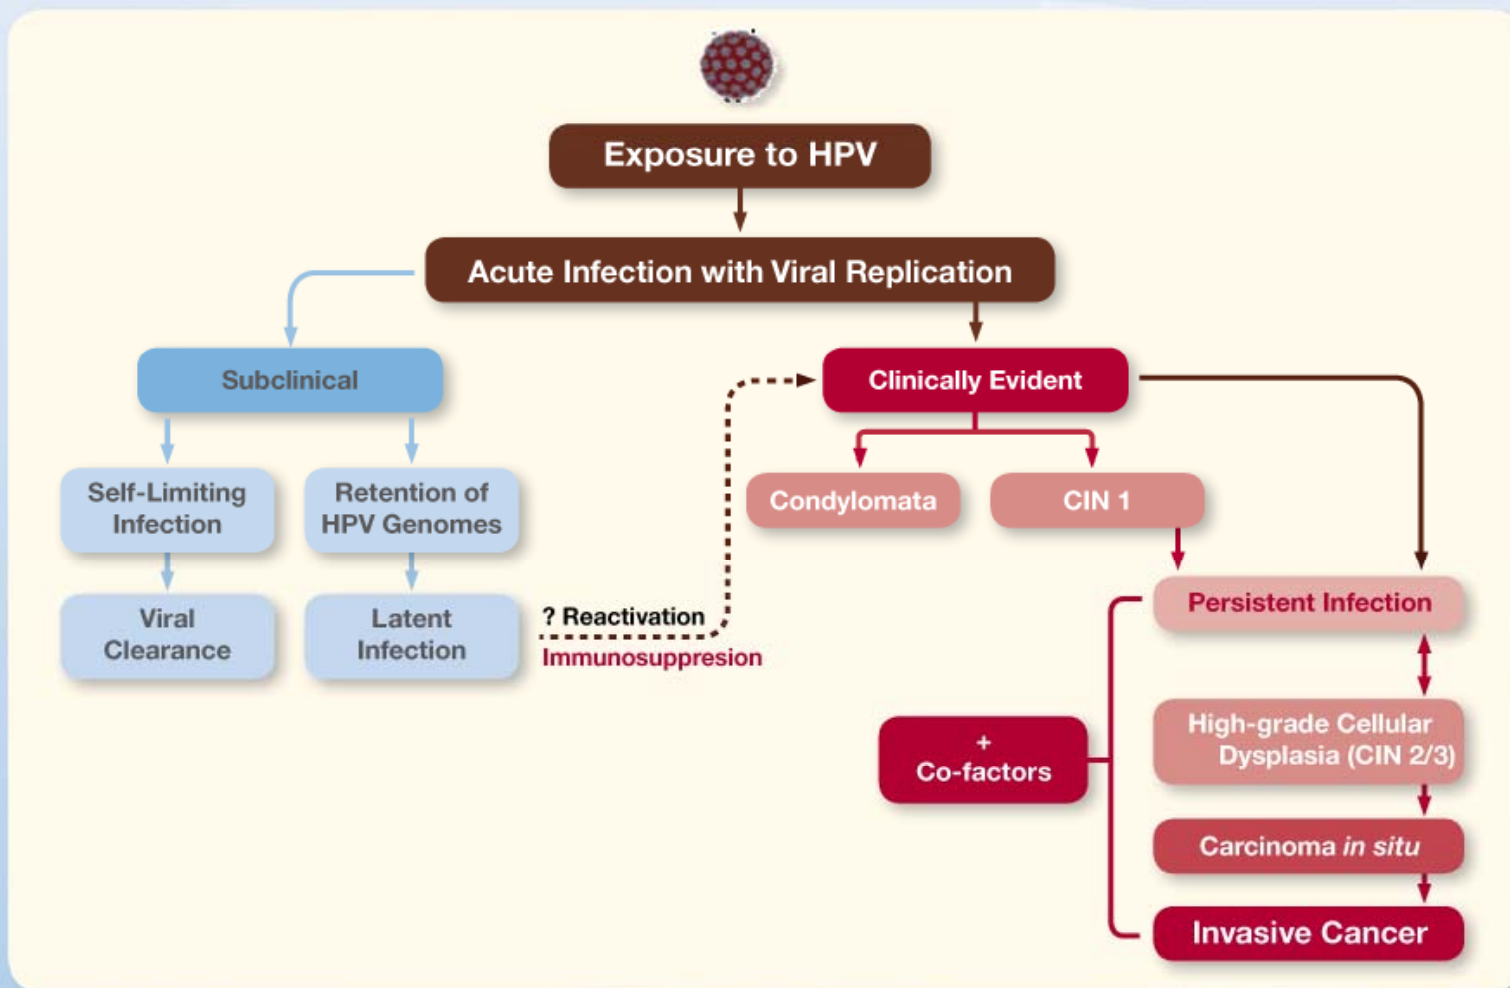 Exposure to HPV
Acute Infection with Viral Replication
Subclinical
Clinically Evident
Self-Limiting
Infection
Retention of
HPV Genomes
Condylomata
CIN 1
Viral
Clearance
Latent
Infection
? Reactivation
Immunosuppresion
Persistent Infection
+
Co-factors
High-grade Cellular
Dysplasia (CIN 2/3)
Carcinoma in situ
Invasive Cancer